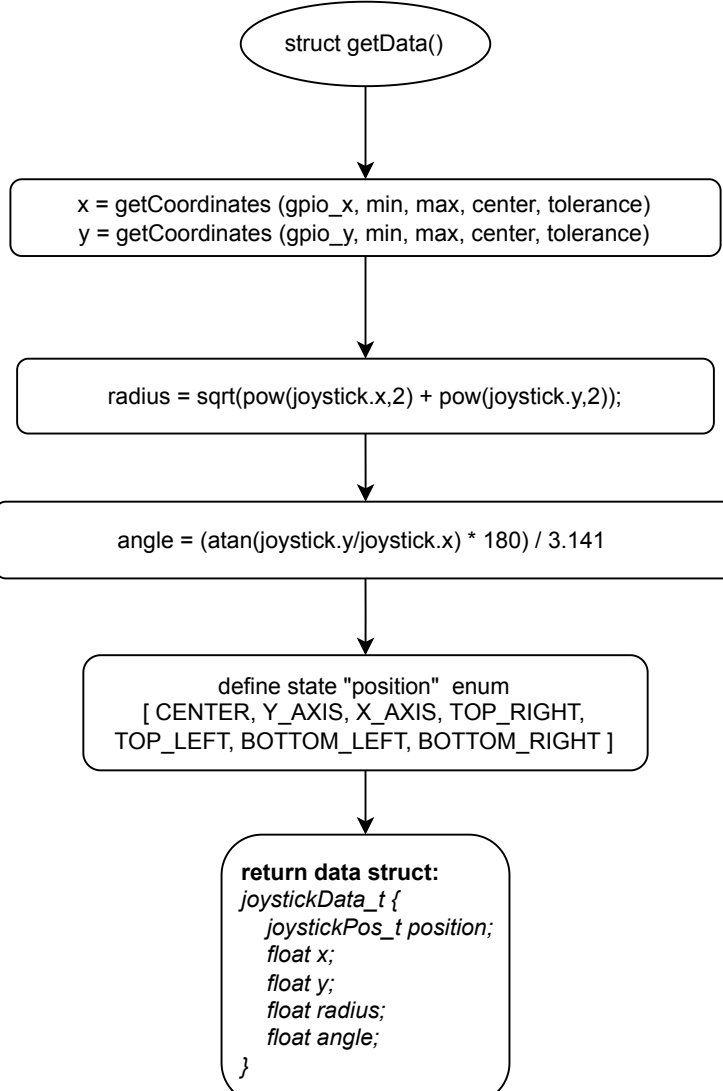 struct getData()
x = getCoordinates (gpio_x, min, max, center, tolerance)
y = getCoordinates (gpio_y, min, max, center, tolerance)
radius = sqrt(pow(joystick.x,2) + pow(joystick.y,2));
angle = (atan(joystick.y/joystick.x) * 180) / 3.141
define state "position"  enum
[ CENTER, Y_AXIS, X_AXIS, TOP_RIGHT,
TOP_LEFT, BOTTOM_LEFT, BOTTOM_RIGHT ]
return data struct:
joystickData_t {
joystickPos_t position;
float x;
float y;
float radius;
float angle;
}